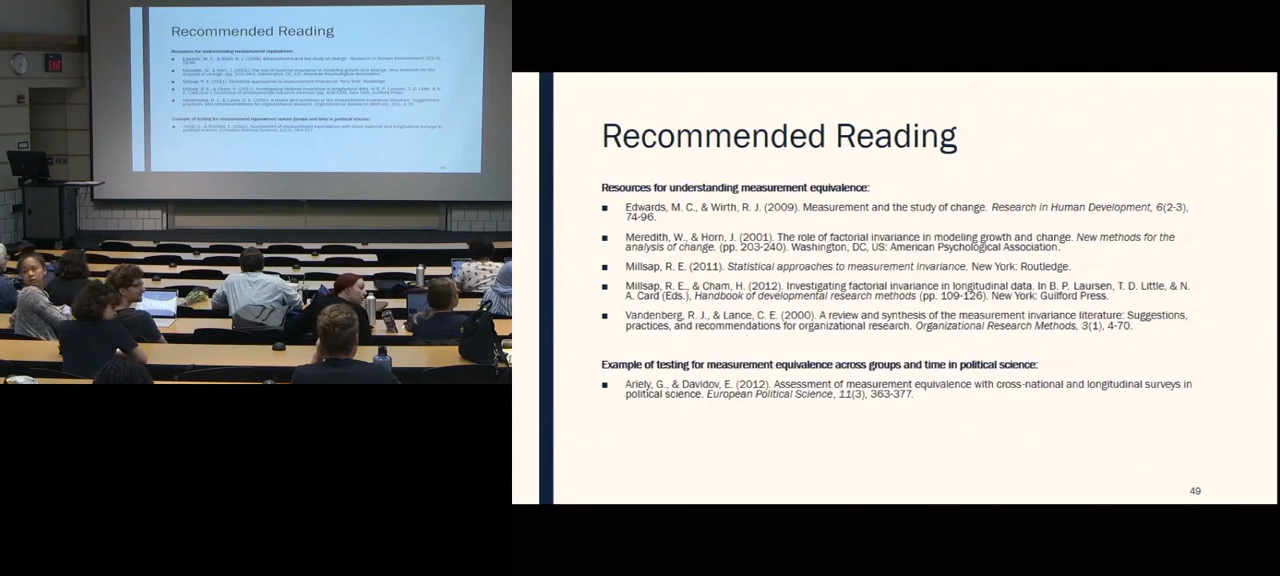 Recommended Reading
Resources for understanding measurement equivalence:
■ Edwards, M. C., & Wirth, R. J. (2009). Measurement and the study of change. Research in Human Development, 6(2-3),
74-96.
■ Meredith, W., & Horn, J. (2001). The role of factorial invariance in modeling growth and change. New methods for the
analysis of change. (pp. 203-240). Washington, DC, US: American Psychological Association.
■ Millsap, R. E. (2011). Statistical approaches to measurement invariance. New York: Routledge.
■ Millsap, R. E., & Cham, H. (2012). Investigating factorial invariance in longitudinal data. In B. P. Laursen, T. D. Little, & N.
A. Card (Eds.), Handbook of developmental research methods (pp. 109-126). New York: Guilford Press.
■ Vandenberg, R. J., & Lance, C. E. (2000). A review and synthesis of the measurement invariance literature: Suggestions,
practices, and recommendations for organizational research. Organizational Research Methods, 3(1), 4-70.
Example of testing for measurement equivalence across groups and time in political science:
■ Ariely, G., & Davidov, E. (2012). Assessment of measurement equivalence with cross-national and longitudinal surveys in
political science. European Political Science, 11(3), 363-377.
49
Recommended Reading
Resources for understanding measurement equivalence:
EXIT